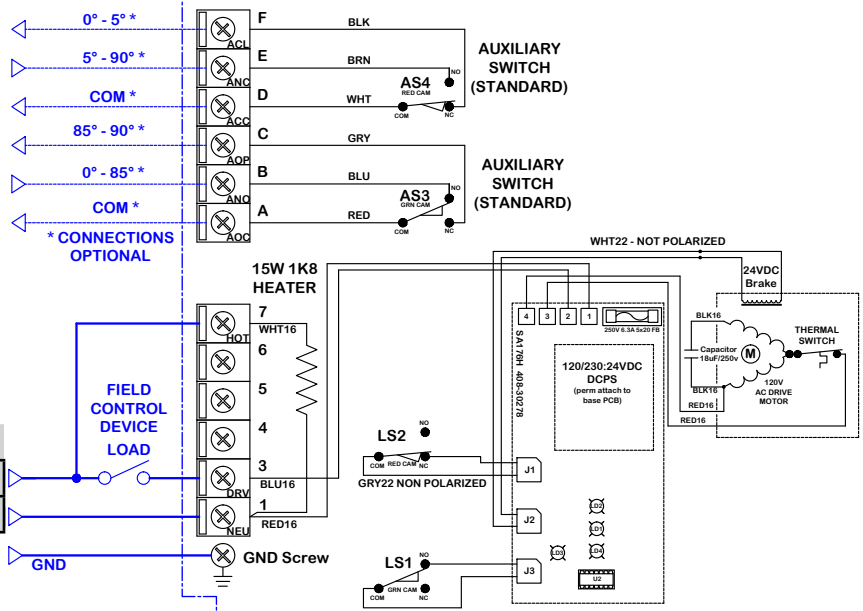 0° - 5° *
F
ACL
BLK
5° - 90° *
E
ANC
BRN
COM *
D
ACC
WHT
AS4
RED CAM
NO
COM
NC
AUXILIARY
SWITCH
(STANDARD)
85° - 90° *
C
AOP
GRY
0° - 85° *
B
ANO
BLU
COM *
A
AOC
RED
AS3
GRN CAM
NO
COM
NC
AUXILIARY
SWITCH
(STANDARD)
* CONNECTIONS
OPTIONAL
15W 1K8
HEATER
7
HOT
WHT16
6
5
4
3
DRV
BLU16
1
NEU
RED16
FIELD
CONTROL
DEVICE
LOAD
GND
GND Screw
WHT22 - NOT POLARIZED
24VDC
Brake
4
3
2
1
250V 6.3A 5x20 FB
SA176H 408-30278
120/230:24VDC
DCPS
(perm attach to
base PCB)
BLK16
Capacitor
18uF/250v
BLK16
M
THERMAL
SWITCH
120V
AC DRIVE
MOTOR
RED16
RED16
LS2
NO
COM
RED CAM
NC
GRY22 NON POLARIZED
J1
J2
J3
LD2
LD1
LD3
LD4
U2
LS1
NO
COM
GRN CAM
NC